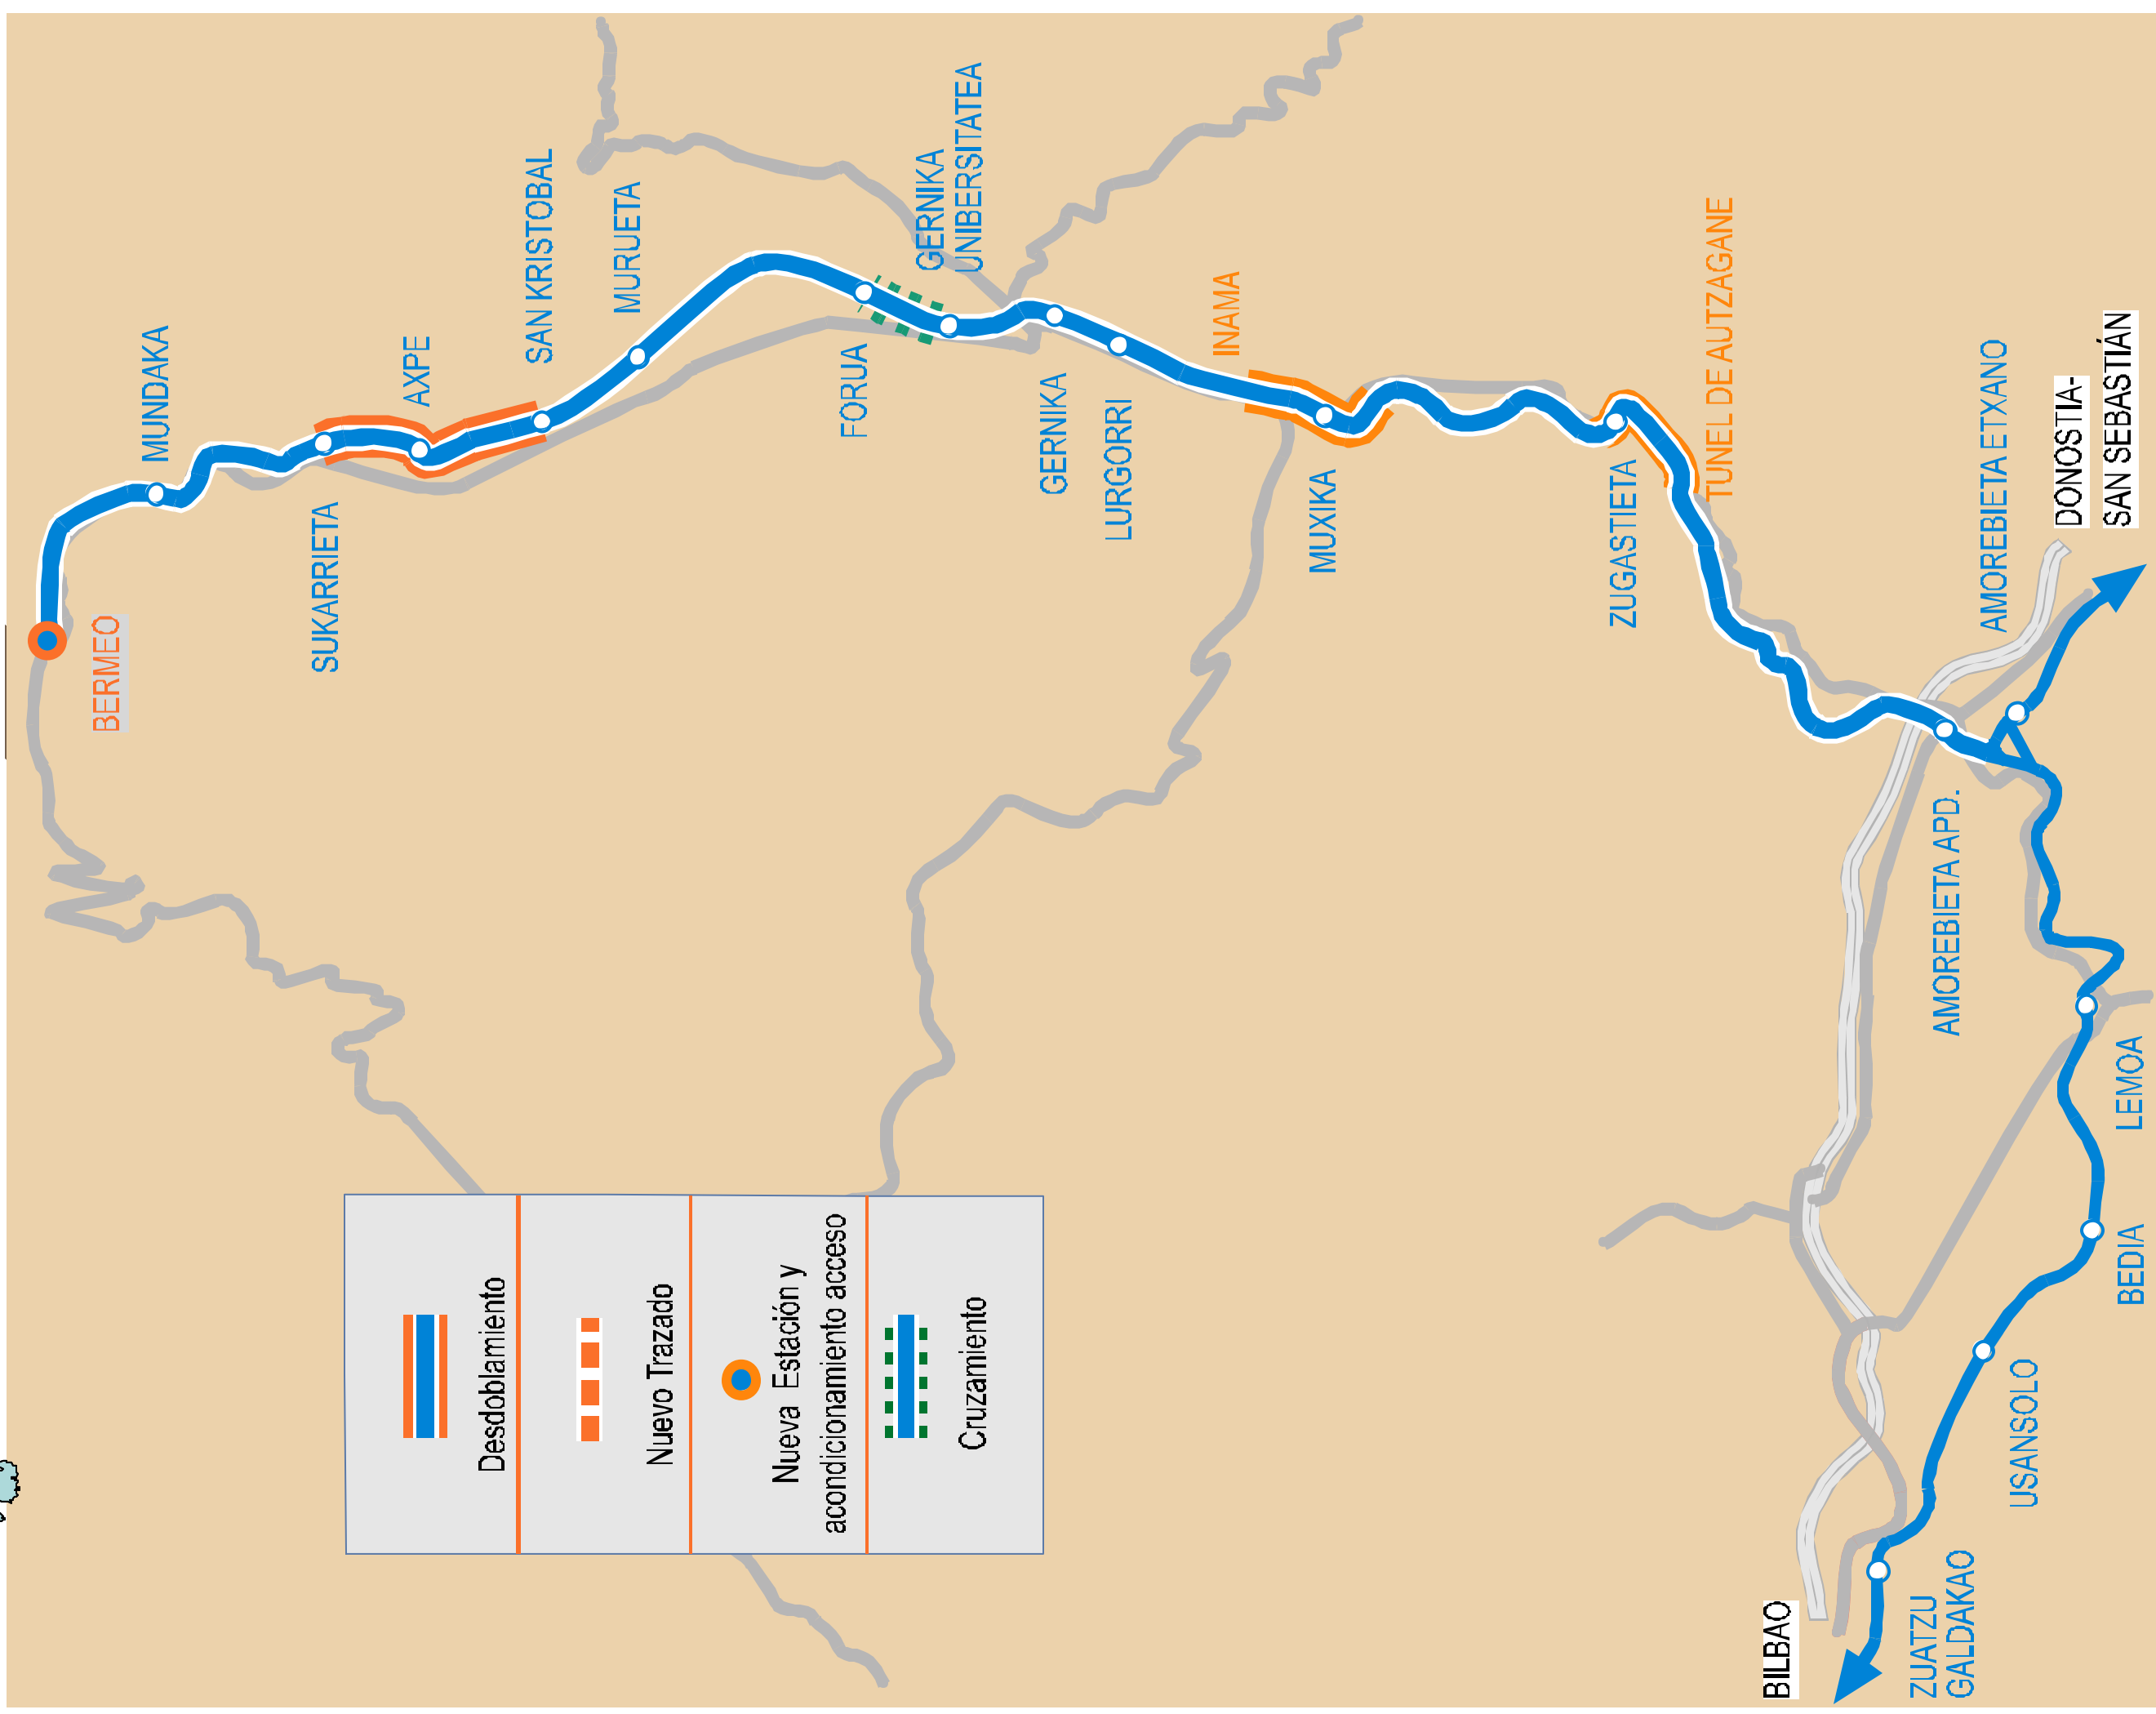 BERMEO
MUNDAKA
SUKARRIETA
AXPE
SAN KRISTOBAL
MURUETA
FORUA
GERNIKA
UNIBERSITATEA
GERNIKA
LURGORRI
INAMA
MUXIKA
ZUGASTIETA
TUNEL DE AUTZAGANE
AMOREBIETA ETXANO
DONOSTIA-
SAN SEBASTIÁN
AMOREBIETA APD.
LEMOA
BEDIA
USANSOLO
ZUATZU
GALDAKAO
BILBAO
Desdoblamiento
Nuevo Trazado
Nueva Estación y
acondicionamiento acceso
Cruzamiento